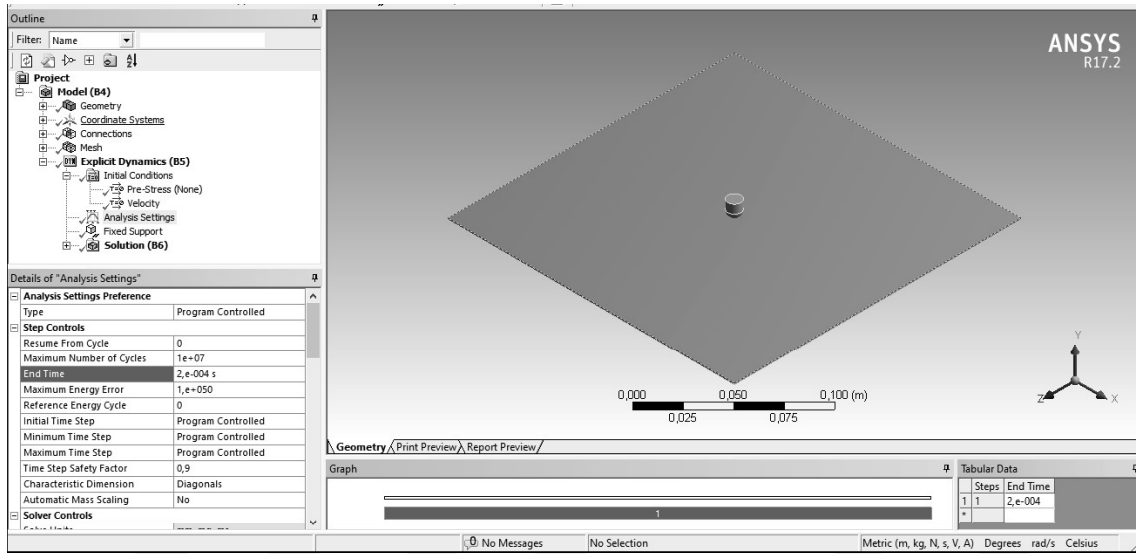 Outline
Filter: Name
Project
Model (B4)
Geometry
Coordinate Systems
Connections
Mesh
Explicit Dynamics (B5)
Initial Conditions
Pre-Stress (None)
Velocity
Analysis Settings
Fixed Support
Solution (B6)
Details of "Analysis Settings"
Analysis Settings Preference
Type Program Controlled
Step Controls
Resume From Cycle 0
Maximum Number of Cycles 1e+07
End Time 2,e-004 s
Maximum Energy Error 1,e+050
Reference Energy Cycle 0
Initial Time Step Program Controlled
Minimum Time Step Program Controlled
Maximum Time Step Program Controlled
Time Step Safety Factor 0,9
Characteristic Dimension Diagonals
Automatic Mass Scaling No
Solver Controls
ANSYS
R17.2
Y
Z X
0,000 0,050 0,100 (m)
0,025 0,075
Geometry Print Preview Report Preview
Graph
1
Tabular Data
Steps End Time
1 1 2,e-004
*
0 No Messages No Selection Metric (m, kg, N, s, V, A) Degrees rad/s Celsius